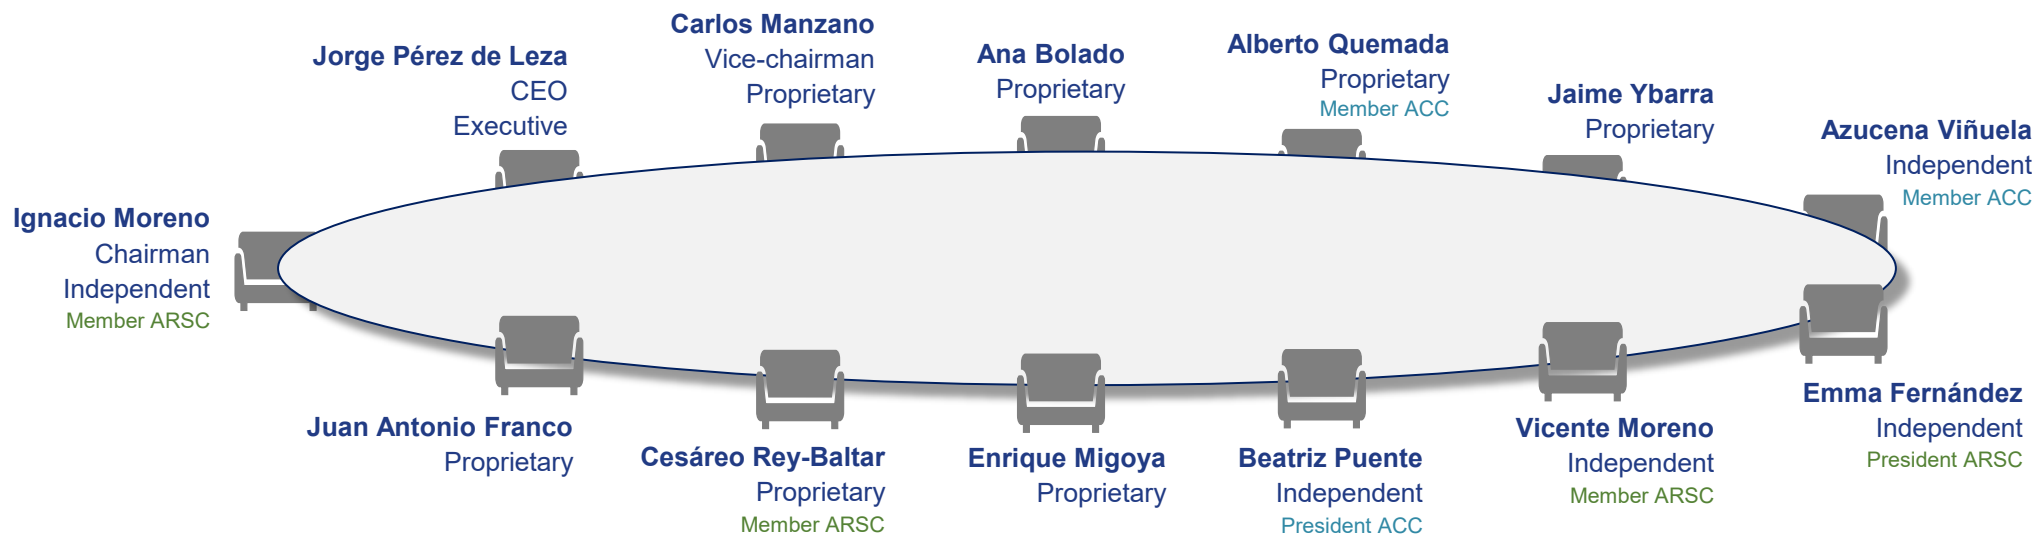 Carlos Manzano
Vice-chairman
Proprietary
Jorge Pérez de Leza
CEO
Executive
Ana Bolado
Proprietary
Alberto Quemada
Proprietary
Member ACC
Jaime Ybarra
Proprietary
Azucena Viñuela
Independent
Member ACC
Ignacio Moreno
Chairman
Independent
Member ARSC
Juan Antonio Franco
Proprietary
Cesáreo Rey-Baltar
Proprietary
Member ARSC
Enrique Migoya
Proprietary
Beatriz Puente
Independent
President ACC
Vicente Moreno
Independent
Member ARSC
Emma Fernández
Independent
President ARSC